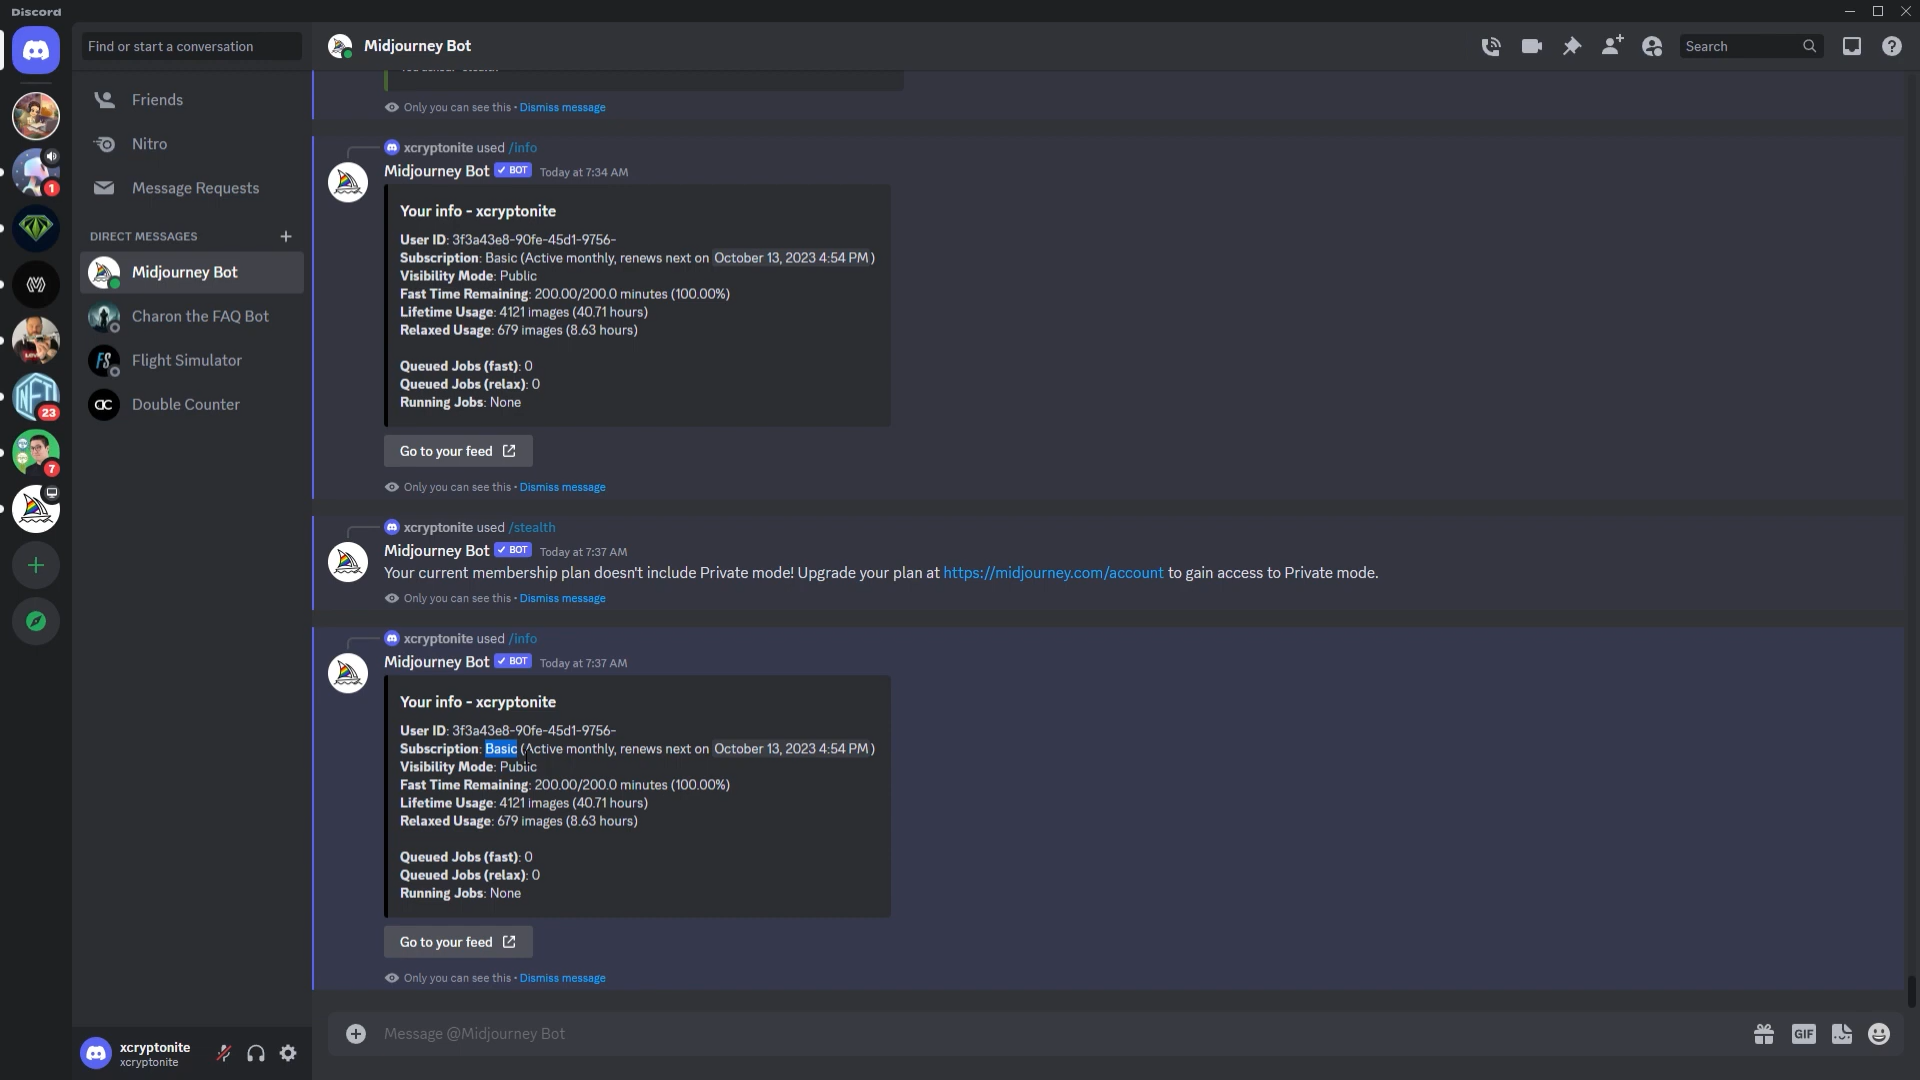 Discord
Find or start a conversation
Friends
Nitro
Message Requests
DIRECT MESSAGES
Midjourney Bot
Charon the FAQ Bot
Flight Simulator
Double Counter
1
NFT
23
7
FS
xcryptonite
xcryptonite
Midjourney Bot
Search
Only you can see this • Dismiss message
xcryptonite used /info
Midjourney Bot ✓ BOT Today at 7:34 AM
Your info - xcryptonite
User ID: 3f3a43e8-90fe-45d1-9756-
Subscription: Basic (Active monthly, renews next on October 13, 2023 4:54 PM)
Visibility Mode: Public
Fast Time Remaining: 200.00/200.0 minutes (100.00%)
Lifetime Usage: 4121 images (40.71 hours)
Relaxed Usage: 679 images (8.63 hours)
Queued Jobs (fast): 0
Queued Jobs (relax): 0
Running Jobs: None
Go to your feed
Only you can see this • Dismiss message
xcryptonite used /stealth
Midjourney Bot ✓ BOT Today at 7:37 AM
Your current membership plan doesn't include Private mode! Upgrade your plan at https://midjourney.com/account to gain access to Private mode.
Only you can see this • Dismiss message
xcryptonite used /info
Midjourney Bot ✓ BOT Today at 7:37 AM
Your info - xcryptonite
User ID: 3f3a43e8-90fe-45d1-9756-
Subscription: Basic (Active monthly, renews next on October 13, 2023 4:54 PM)
Visibility Mode: Public
Fast Time Remaining: 200.00/200.0 minutes (100.00%)
Lifetime Usage: 4121 images (40.71 hours)
Relaxed Usage: 679 images (8.63 hours)
Queued Jobs (fast): 0
Queued Jobs (relax): 0
Running Jobs: None
Go to your feed
Only you can see this • Dismiss message
Message @Midjourney Bot
GIF